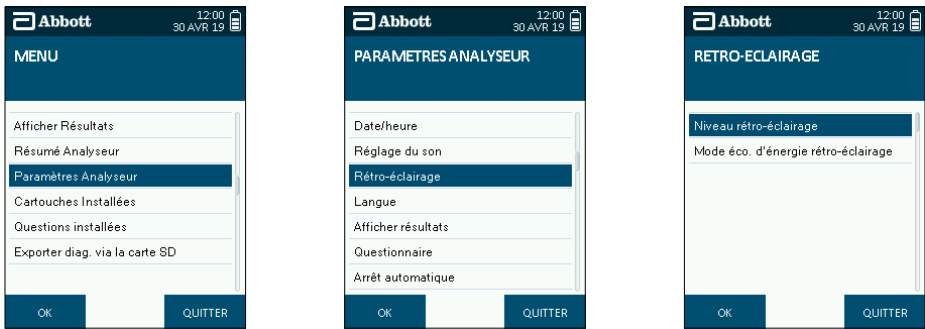 Abbott
12:00
30 AVR 19
MENU
Afficher Résultats
Résumé Analyseur
Paramètres Analyseur
Cartouches Installées
Questions installées
Exporter diag. via la carte SD
OK
QUITTER
Abbott
12:00
30 AVR 19
PARAMETRES ANALYSEUR
Date/heure
Réglage du son
Rétro-éclairage
Langue
Afficher résultats
Questionnaire
Arrêt automatique
OK
QUITTER
Abbott
12:00
30 AVR 19
RETRO-ECLAIRAGE
Niveau rétro-éclairage
Mode éco. d'énergie rétro-éclairage
OK
QUITTER